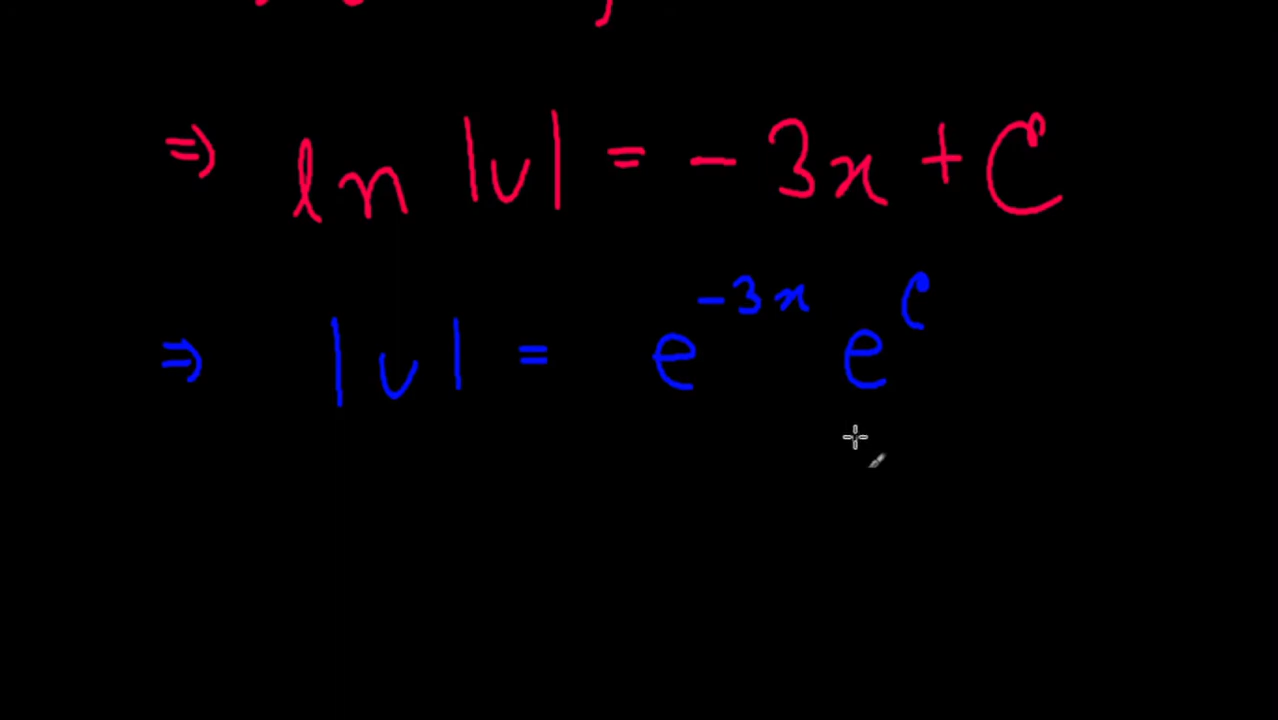 ⇒ ln |v| = - 3x + C
⇒ |v| = e^{-3x} e^{C}